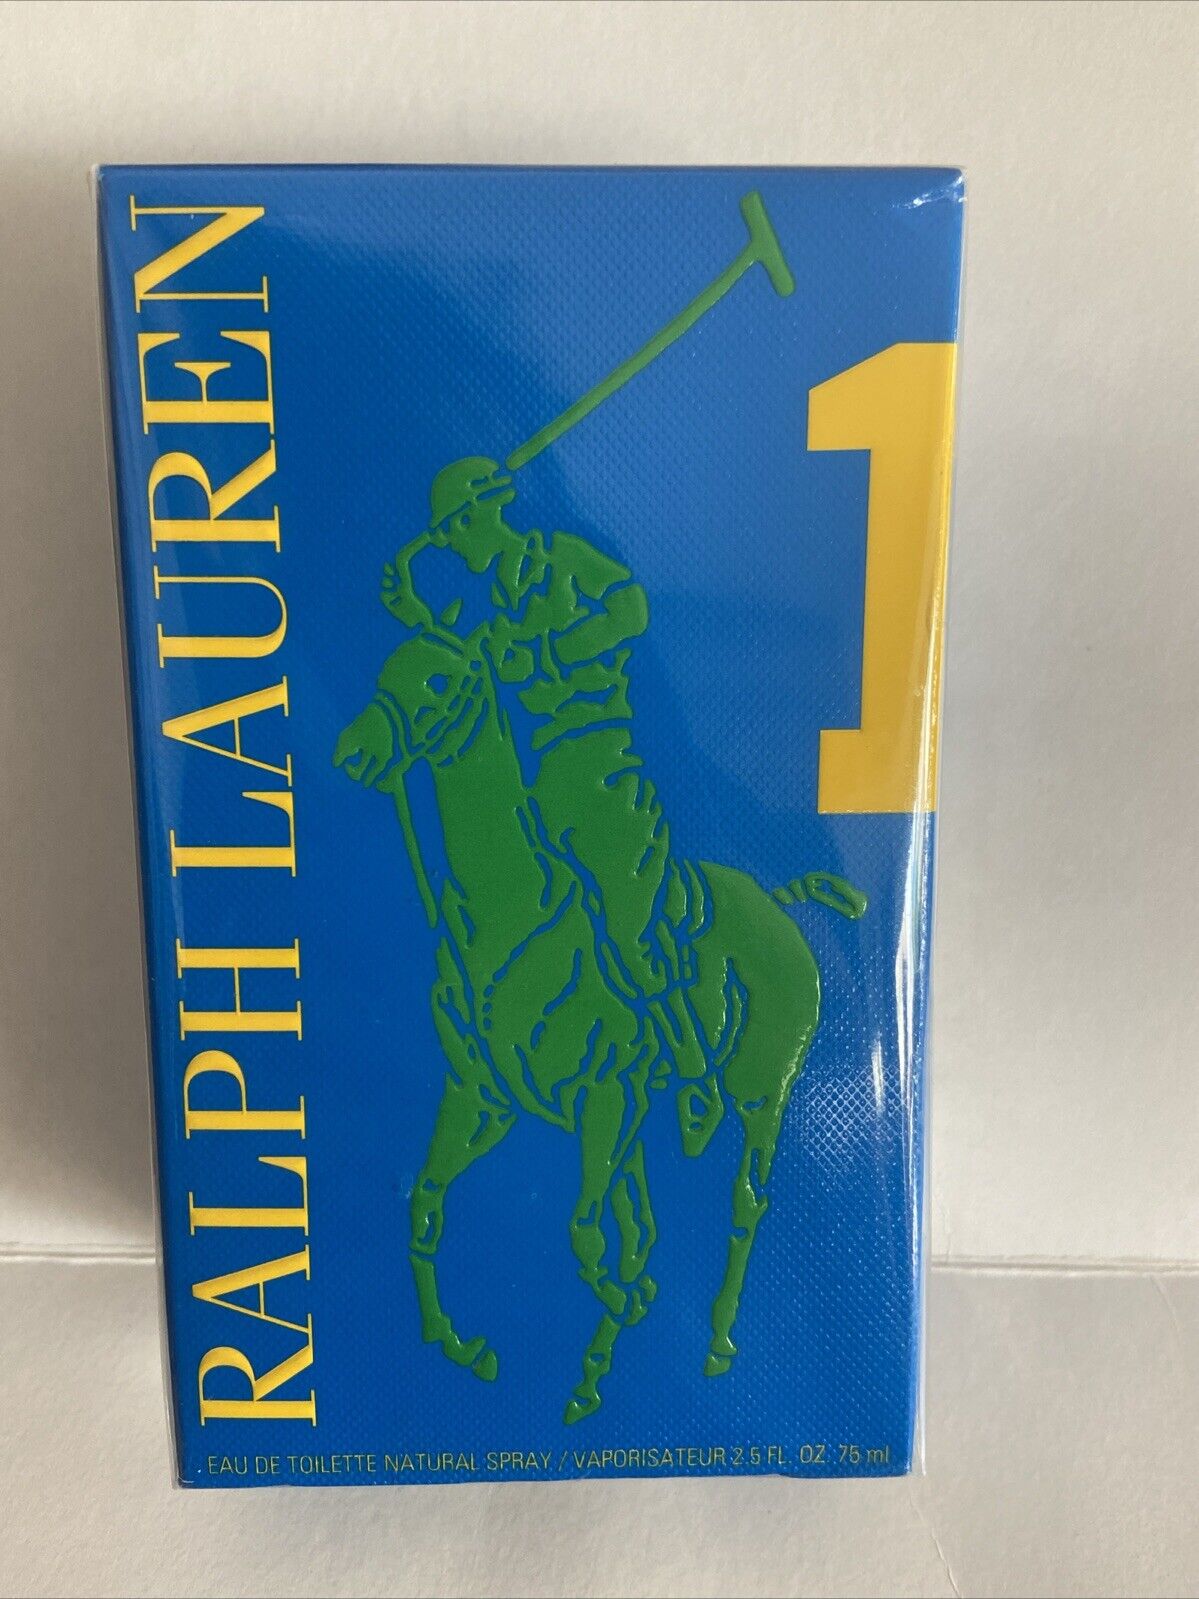 RALPH LAUREN
1
EAU DE TOILETTE NATURAL SPRAY / VAPORISATEUR 2.5 FL. OZ. 75 ml